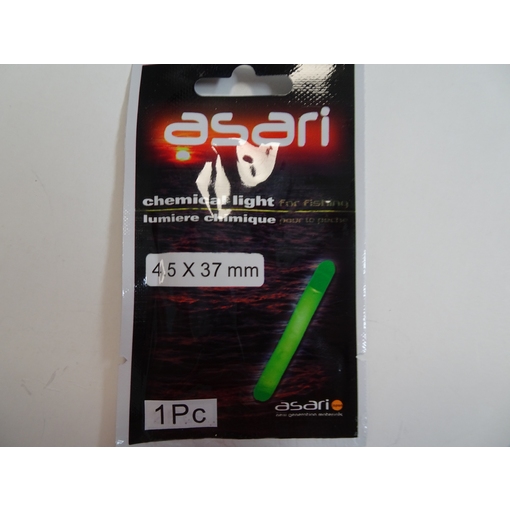 asari
chemical light for fishing
lumiere chimique pour la peche
4,5 X 37 mm
1Pc
asari